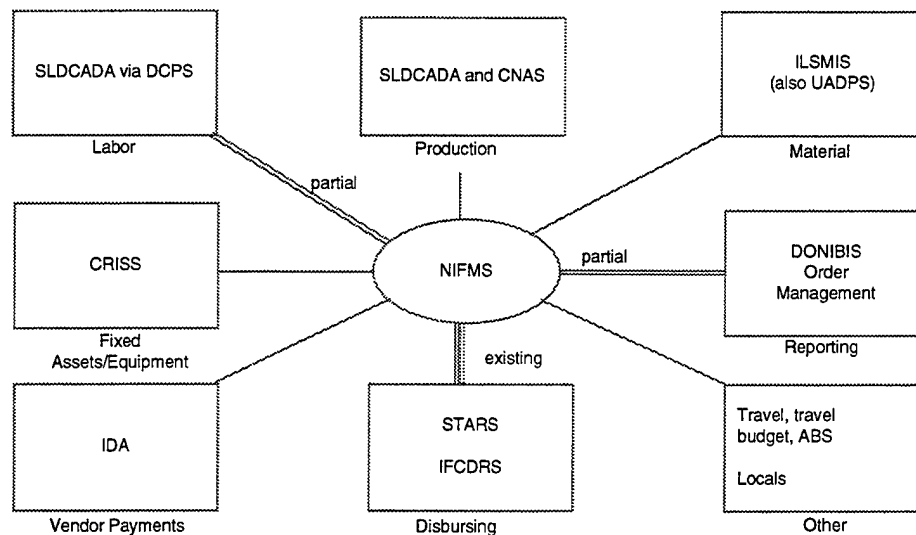 SLDCADA via DCPS
Labor
SLDCADA and CNAS
Production
ILSMIS
(also UADPS)
Material
partial
CRISS
Fixed
Assets/Equipment
NIFMS
partial
DONIBIS
Order
Management
Reporting
existing
IDA
Vendor Payments
STARS
IFCDRS
Disbursing
Travel, travel
budget, ABS
Locals
Other